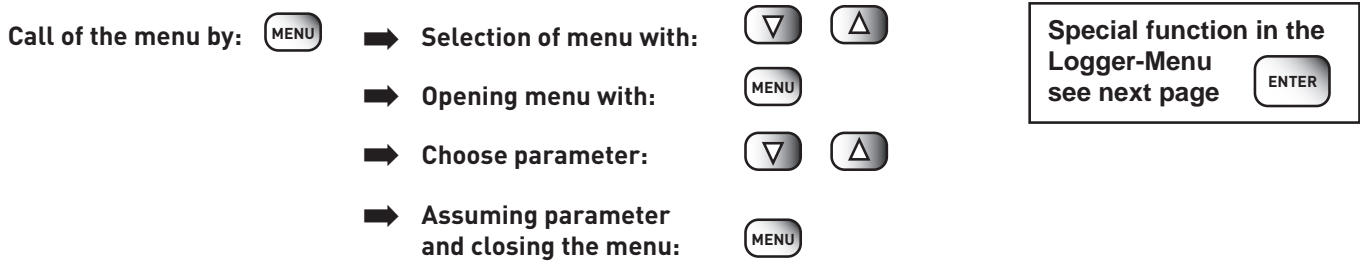 Call of the menu by: MENU
Selection of menu with: ▽ △
Opening menu with: MENU
Choose parameter: ▽ △
Assuming parameter
and closing the menu: MENU
Special function in the
Logger-Menu
see next page ENTER